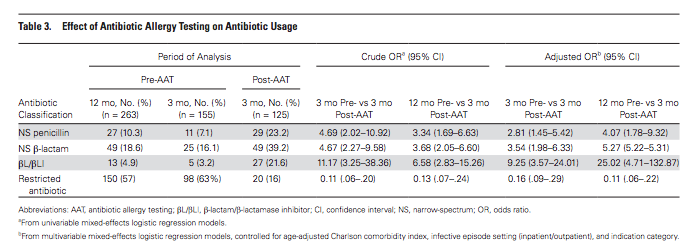 Table 3. Effect of Antibiotic Allergy Testing on Antibiotic Usage
Period of Analysis Crude ORa (95% CI) Adjusted ORb (95% CI)
Pre-AAT Post-AAT
Antibiotic Classification 12 mo, No. (%) (n = 263) 3 mo, No. (%) (n = 155) 3 mo, No. (%) (n = 125) 3 mo Pre- vs 3 mo Post-AAT 12 mo Pre- vs 3 mo Post-AAT 3 mo Pre- vs 3 mo Post-AAT 12 mo Pre- vs 3 mo Post-AAT
NS penicillin 27 (10.3) 11 (7.1) 29 (23.2) 4.69 (2.02–10.92) 3.34 (1.69–6.63) 2.81 (1.45–5.42) 4.07 (1.78–9.32)
NS β-lactam 49 (18.6) 25 (16.1) 49 (39.2) 4.67 (2.27–9.58) 3.68 (2.05–6.60) 3.54 (1.98–6.33) 5.27 (5.22–5.31)
βL/βLI 13 (4.9) 5 (3.2) 27 (21.6) 11.17 (3.25–38.36) 6.58 (2.83–15.26) 9.25 (3.57–24.01) 25.02 (4.71–132.87)
Restricted antibiotic 150 (57) 98 (63%) 20 (16) 0.11 (.06–.20) 0.13 (.07–.24) 0.16 (.09–.29) 0.11 (.06–.22)
Abbreviations: AAT, antibiotic allergy testing; βL/βLI, β-lactam/β-lactamase inhibitor; CI, confidence interval; NS, narrow-spectrum; OR, odds ratio.
aFrom univariable mixed-effects logistic regression models.
bFrom multivariable mixed-effects logistic regression models, controlled for age-adjusted Charlson comorbidity index, infective episode setting (inpatient/outpatient), and indication category.